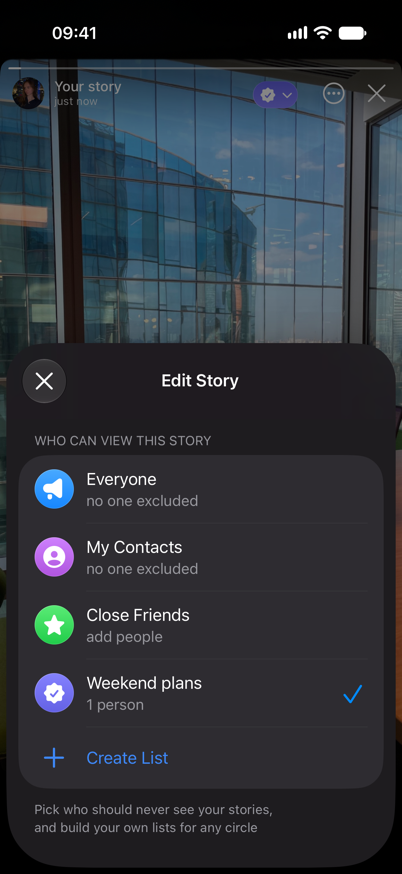 09:41
Your story
just now
Edit Story
WHO CAN VIEW THIS STORY
Everyone
no one excluded
My Contacts
no one excluded
Close Friends
add people
Weekend plans
1 person
Create List
Pick who should never see your stories,
and build your own lists for any circle